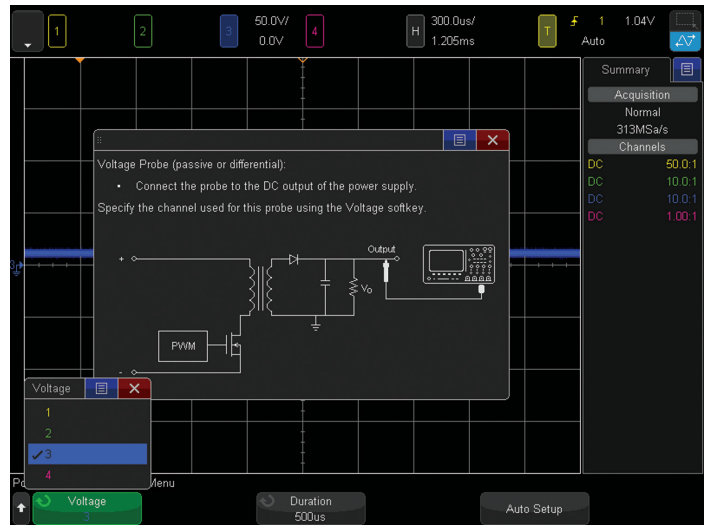 1
2
3
50.0V/
0.0V
4
H
300.0us/
1.205ms
T
1
1.04V
Auto
Summary
Acquisition
Normal
313MSa/s
Channels
DC 50.0:1
DC 10.0:1
DC 10.0:1
DC 1.00:1
Voltage Probe (passive or differential):
• Connect the probe to the DC output of the power supply.
Specify the channel used for this probe using the Voltage softkey.
Output
+
Vo
PWM
-
3
Voltage
1
2
3
4
Menu
Voltage
3
Duration
500us
Auto Setup